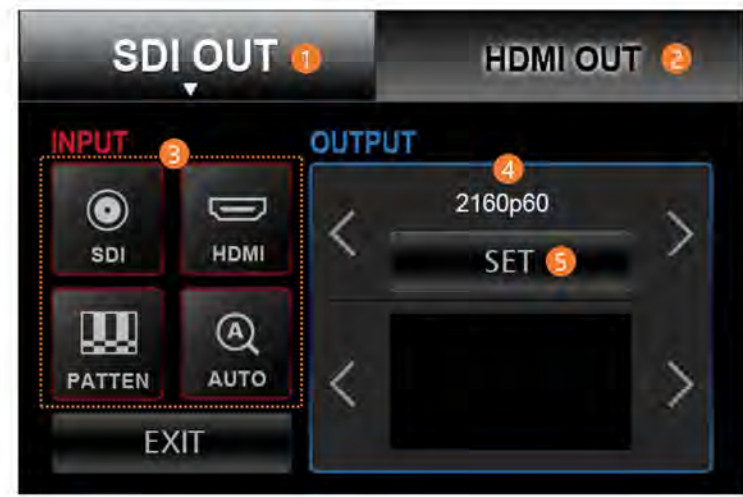 SDI OUT 1
HDMI OUT 2
INPUT 3
OUTPUT
SDI
HDMI
PATTEN
AUTO
EXIT
4
2160p60
SET 5